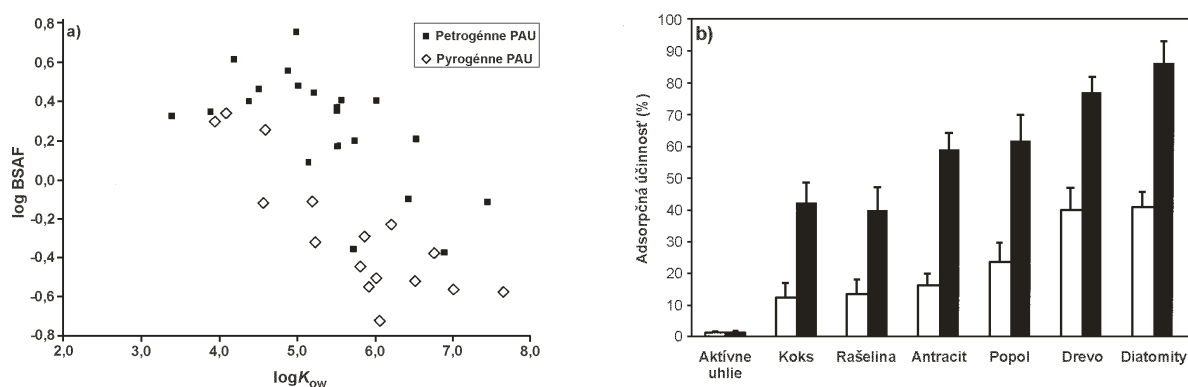 a)
0,8
0,6
0,4
0,2
0,0
-0,2
-0,4
-0,6
-0,8
log BSAF
2,0 3,0 4,0 5,0 6,0 7,0 8,0
logKow
Petrogénne PAU
Pyrogénne PAU
b)
100
90
80
70
60
50
40
30
20
10
0
Adsorpčná účinnosť (%)
Aktívne uhlie
Koks
Rašelina
Antracit
Popol
Drevo
Diatomity